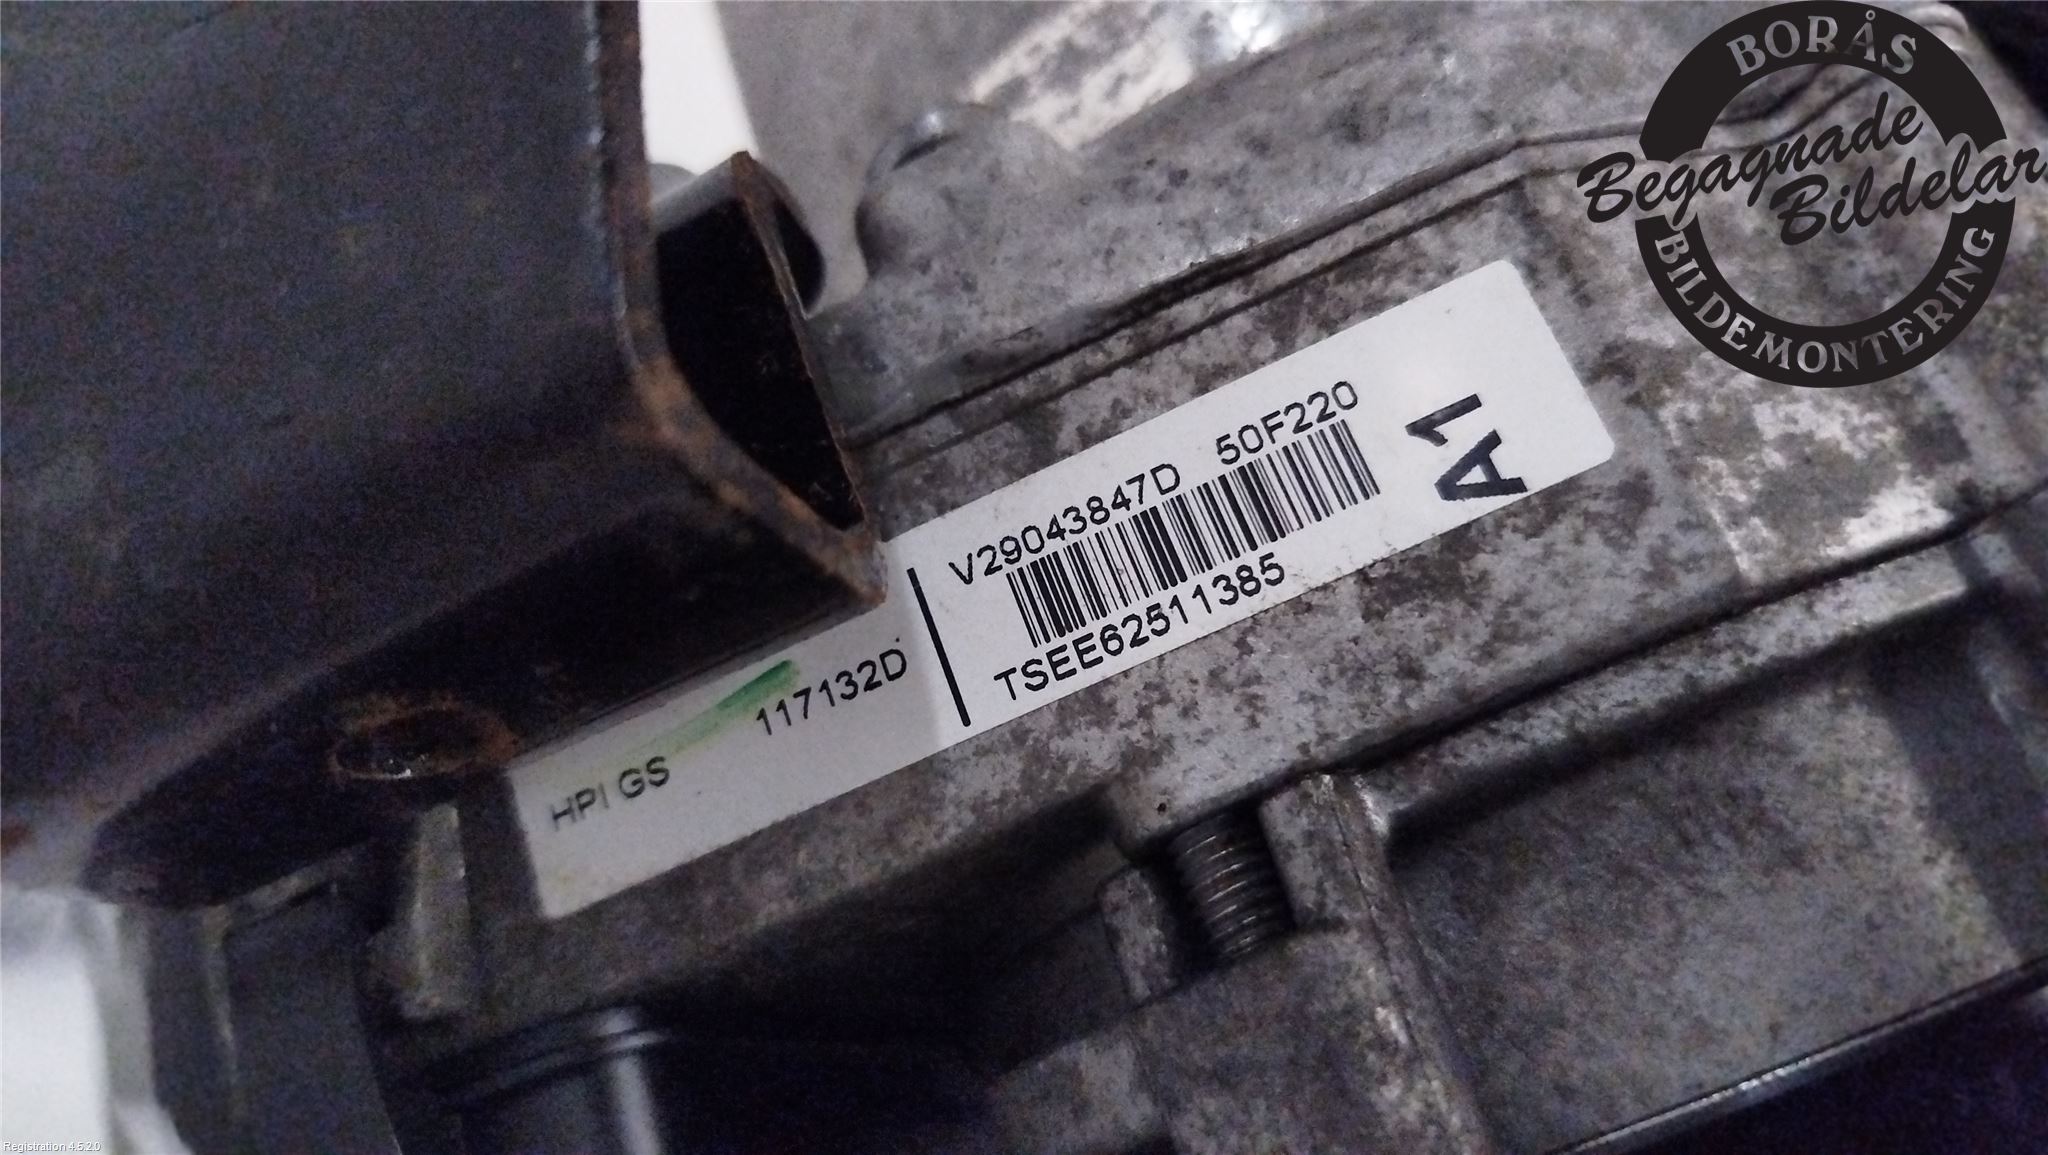 BORÅS
Begagnade
Bildelar
BILDEMONTERING
V29043847D 50F220
A1
TSEE62511385
117132D
HPI GS
Registration 4.5.2.0